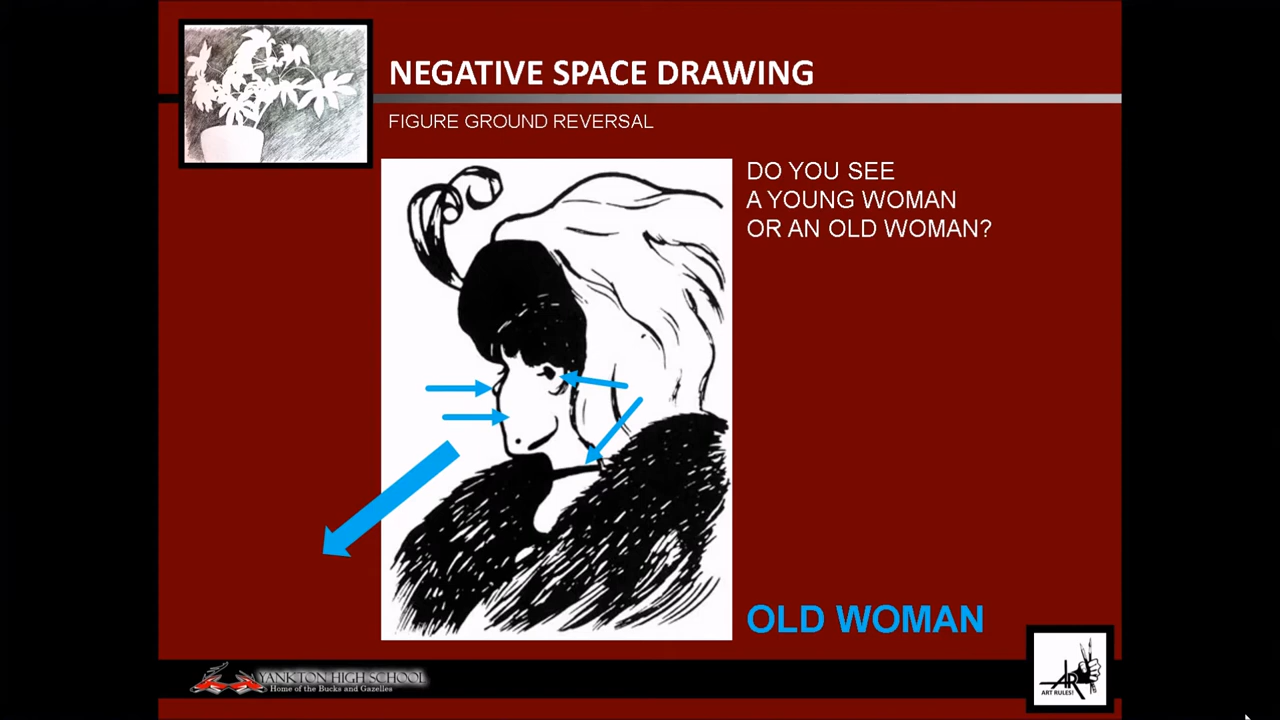 NEGATIVE SPACE DRAWING
FIGURE GROUND REVERSAL
DO YOU SEE
A YOUNG WOMAN
OR AN OLD WOMAN?
OLD WOMAN
YANKTON HIGH SCHOOL
Home of the Bucks and Gazelles
AR
ART RULES!